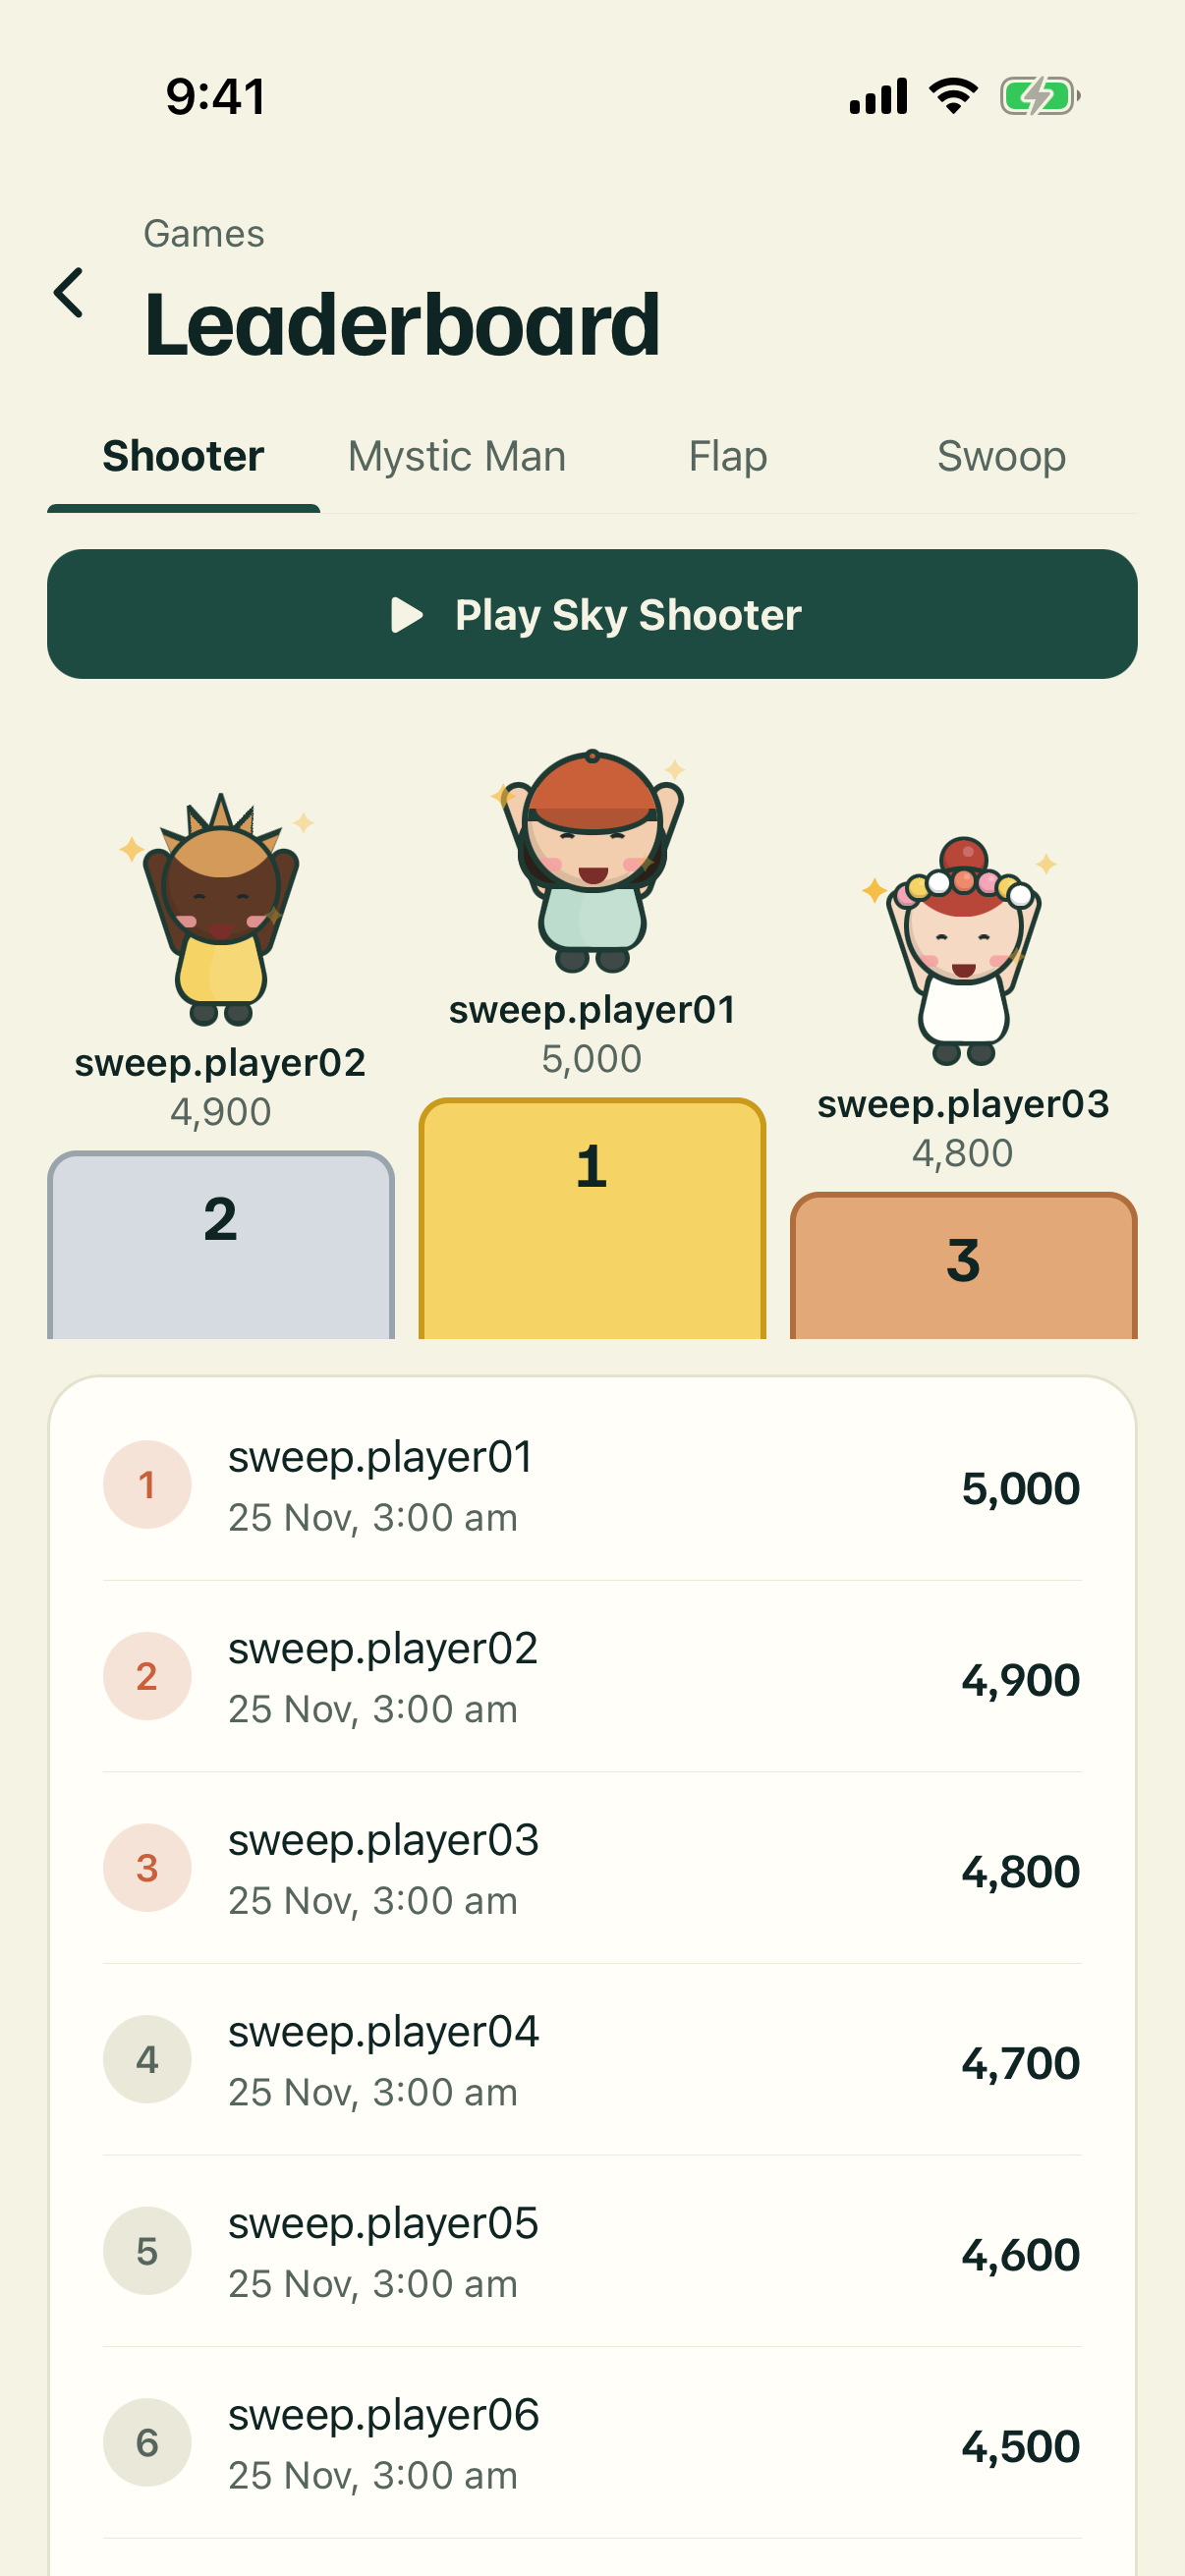 9:41
Games
Leaderboard
Shooter Mystic Man Flap Swoop
Play Sky Shooter
sweep.player01
5,000
sweep.player02
4,900
sweep.player03
4,800
1
2
3
1
sweep.player01
25 Nov, 3:00 am
5,000
2
sweep.player02
25 Nov, 3:00 am
4,900
3
sweep.player03
25 Nov, 3:00 am
4,800
4
sweep.player04
25 Nov, 3:00 am
4,700
5
sweep.player05
25 Nov, 3:00 am
4,600
6
sweep.player06
25 Nov, 3:00 am
4,500